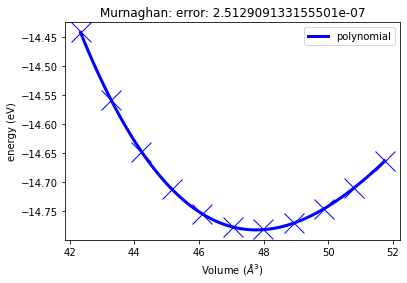 Murnaghan: error: 2.512909133155501e-07
polynomial
energy (eV)
−14.45
−14.50
−14.55
−14.60
−14.65
−14.70
−14.75
42 44 46 48 50 52
Volume (Å³)